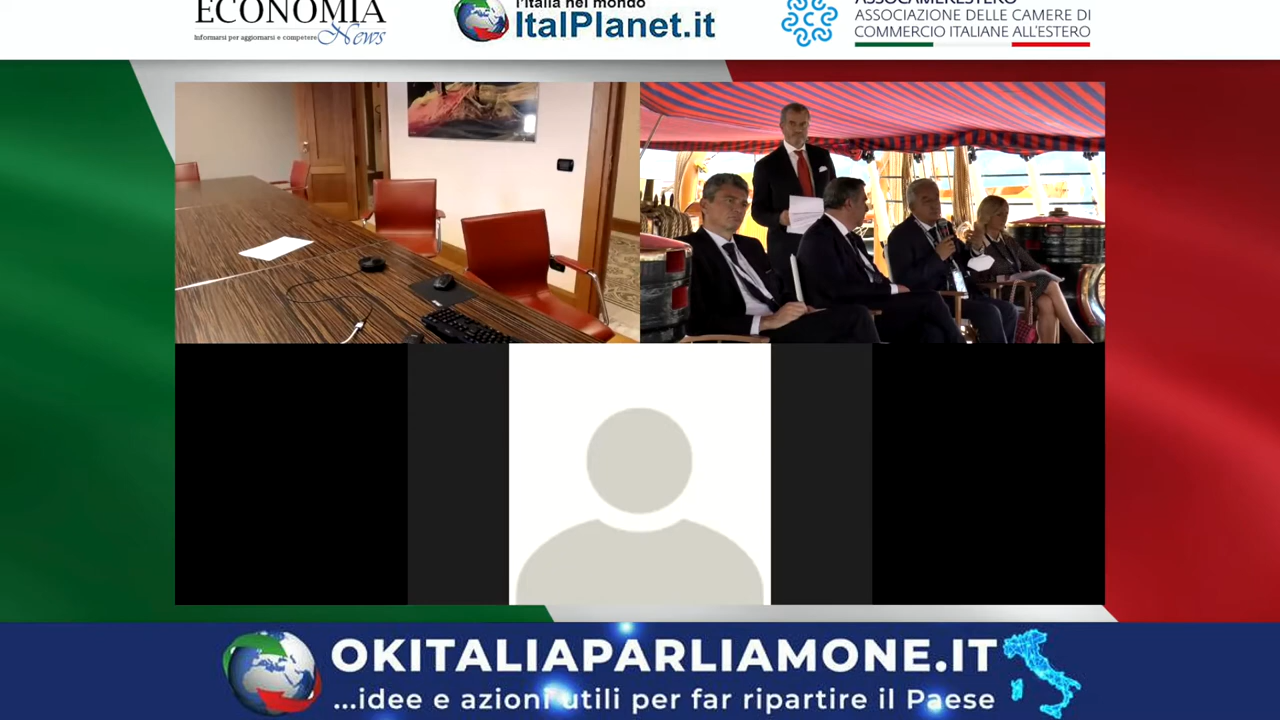 ECONOMIA
Informarsi per aggiornarsi e competere
News
l'Italia nel mondo
ItalPlanet.it
ASSOCAMERESTERO
ASSOCIAZIONE DELLE CAMERE DI
COMMERCIO ITALIANE ALL'ESTERO
OKITALIAPARLIAMONE.IT
...idee e azioni utili per far ripartire il Paese